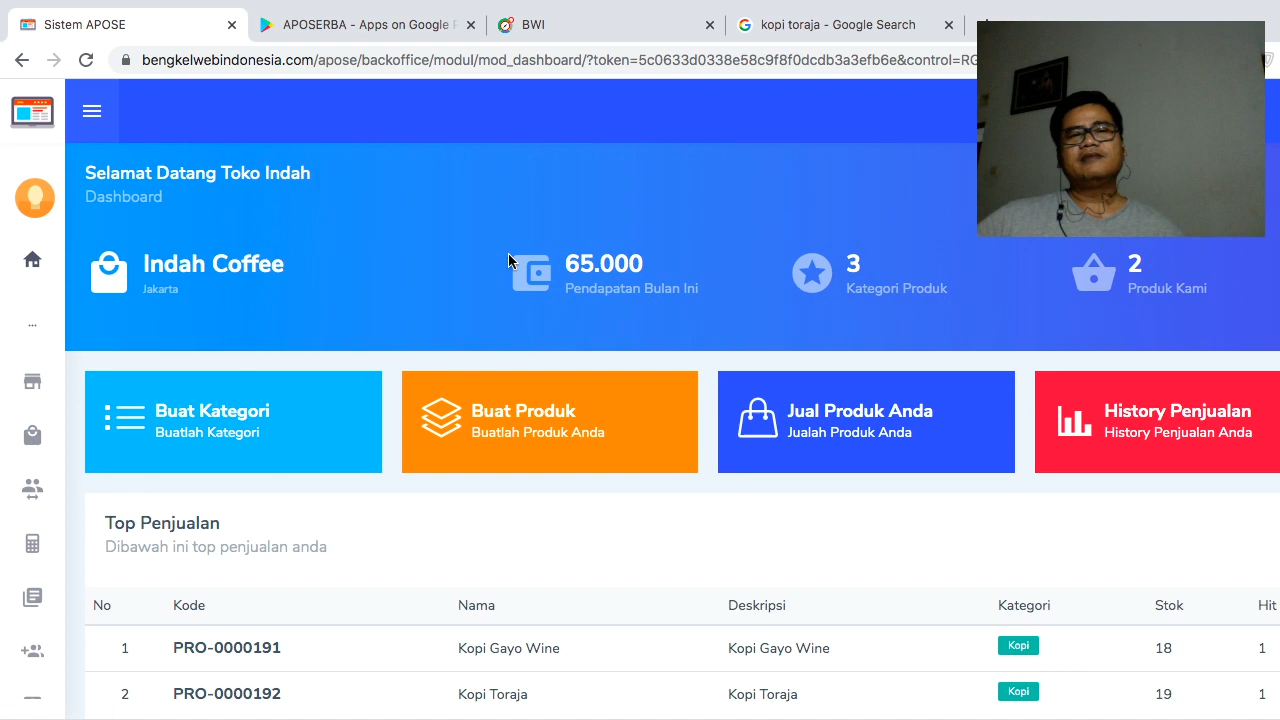 Sistem APOSE
APOSERBA - Apps on Google P
BWI
kopi toraja - Google Search
bengkelwebindonesia.com/apose/backoffice/modul/mod_dashboard/?token=5c0633d0338e58c9f8f0dcdb3a3efb6e&control=RG
Selamat Datang Toko Indah
Dashboard
Indah Coffee
Jakarta
65.000
Pendapatan Bulan Ini
3
Kategori Produk
2
Produk Kami
...
Buat Kategori
Buatlah Kategori
Buat Produk
Buatlah Produk Anda
Jual Produk Anda
Jualah Produk Anda
History Penjualan
History Penjualan Anda
Top Penjualan
Dibawah ini top penjualan anda
No Kode Nama Deskripsi Kategori Stok Hit
1 PRO-0000191 Kopi Gayo Wine Kopi Gayo Wine Kopi 18 1
2 PRO-0000192 Kopi Toraja Kopi Toraja Kopi 19 1